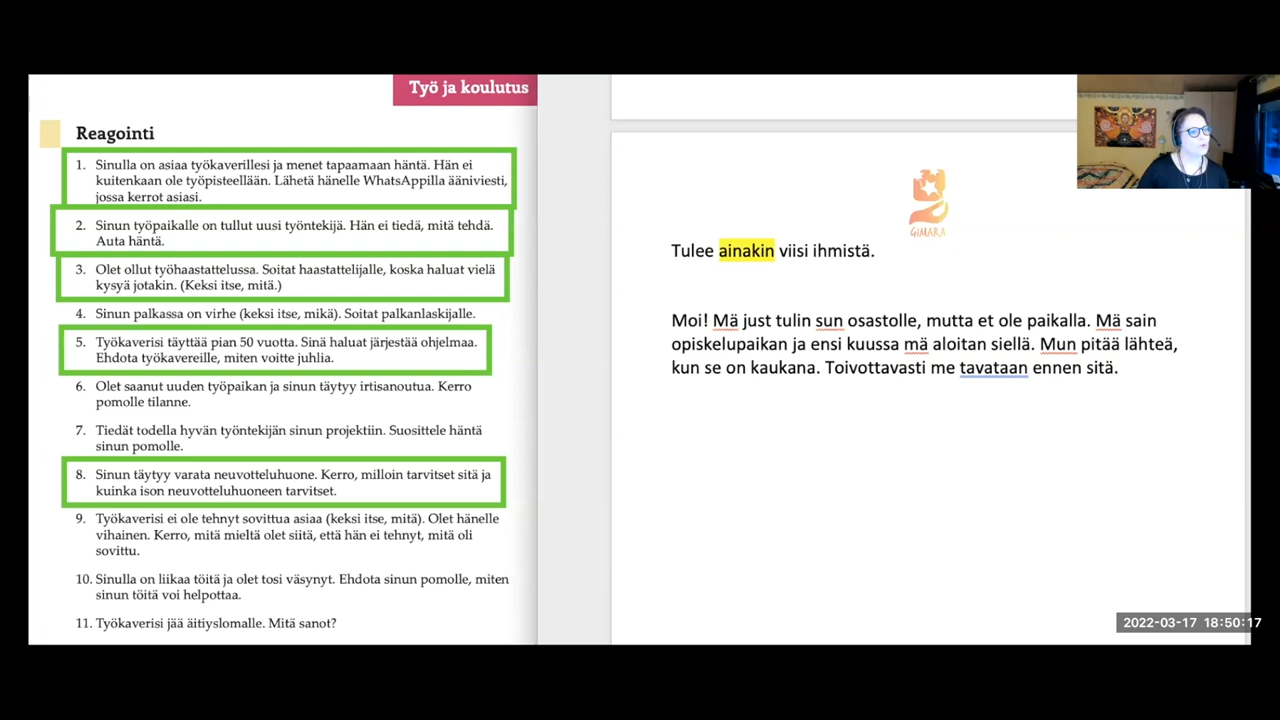 Työ ja koulutus
Reagointi
1. Sinulla on asiaa työkaverillesi ja menet tapaamaan häntä. Hän ei
kuitenkaan ole työpisteellään. Lähetä hänelle WhatsAppilla ääniviesti,
jossa kerrot asiasi.
2. Sinun työpaikalle on tullut uusi työntekijä. Hän ei tiedä, mitä tehdä.
Auta häntä.
3. Olet ollut työhaastattelussa. Soitat haastattelijalle, koska haluat vielä
kysyä jotakin. (Keksi itse, mitä.)
4. Sinun palkassa on virhe (keksi itse, mikä). Soitat palkanlaskijalle.
5. Työkaverisi täyttää pian 50 vuotta. Sinä haluat järjestää ohjelmaa.
Ehdota työkavereille, miten voitte juhlia.
6. Olet saanut uuden työpaikan ja sinun täytyy irtisanoutua. Kerro
pomolle tilanne.
7. Tiedät todella hyvän työntekijän sinun projektiin. Suosittele häntä
sinun pomolle.
8. Sinun täytyy varata neuvotteluhuone. Kerro, milloin tarvitset sitä ja
kuinka ison neuvotteluhuoneen tarvitset.
9. Työkaverisi ei ole tehnyt sovittua asiaa (keksi itse, mitä). Olet hänelle
vihainen. Kerro, mitä mieltä olet siitä, että hän ei tehnyt, mitä oli
sovittu.
10. Sinulla on liikaa töitä ja olet tosi väsynyt. Ehdota sinun pomolle, miten
sinun töitä voi helpottaa.
11. Työkaverisi jää äitiyslomalle. Mitä sanot?
GiMARA
Tulee ainakin viisi ihmistä.
Moi! Mä just tulin sun osastolle, mutta et ole paikalla. Mä sain
opiskelupaikan ja ensi kuussa mä aloitan siellä. Mun pitää lähteä,
kun se on kaukana. Toivottavasti me tavataan ennen sitä.
2022-03-17 18:50:17